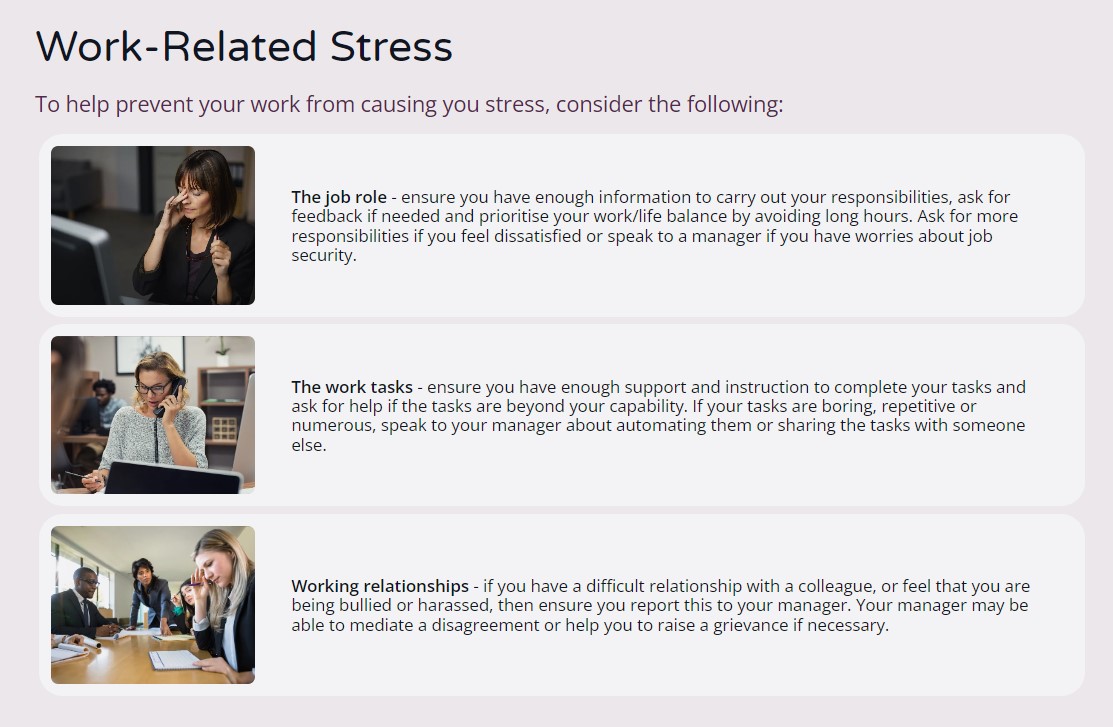 Work-Related Stress
To help prevent your work from causing you stress, consider the following:
The job role - ensure you have enough information to carry out your responsibilities, ask for
feedback if needed and prioritise your work/life balance by avoiding long hours. Ask for more
responsibilities if you feel dissatisfied or speak to a manager if you have worries about job
security.
The work tasks - ensure you have enough support and instruction to complete your tasks and
ask for help if the tasks are beyond your capability. If your tasks are boring, repetitive or
numerous, speak to your manager about automating them or sharing the tasks with someone
else.
Working relationships - if you have a difficult relationship with a colleague, or feel that you are
being bullied or harassed, then ensure you report this to your manager. Your manager may be
able to mediate a disagreement or help you to raise a grievance if necessary.